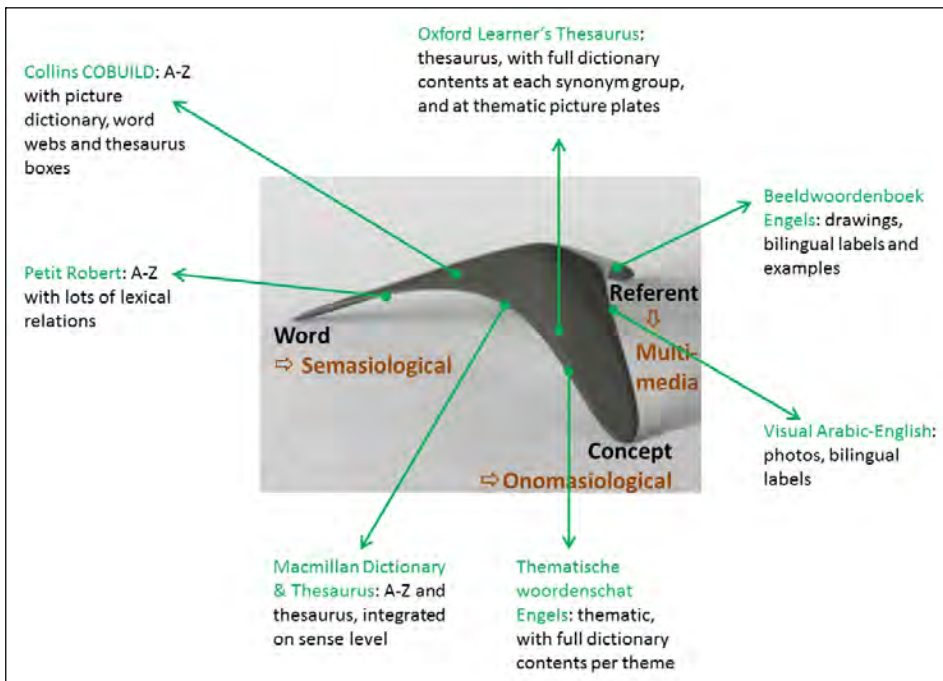 Oxford Learner's Thesaurus:
thesaurus, with full dictionary
contents at each synonym group,
and at thematic picture plates
Collins COBUILD: A-Z
with picture
dictionary, word
webs and thesaurus
boxes
Beeldwoordenboek
Engels: drawings,
bilingual labels and
examples
Petit Robert: A-Z
with lots of lexical
relations
Referent
⇩
Multi-
media
Word
⇨ Semasiological
Visual Arabic-English:
photos, bilingual
labels
Concept
⇨ Onomasiological
Macmillan Dictionary
& Thesaurus: A-Z and
thesaurus, integrated
on sense level
Thematische
woordenschat
Engels: thematic,
with full dictionary
contents per theme